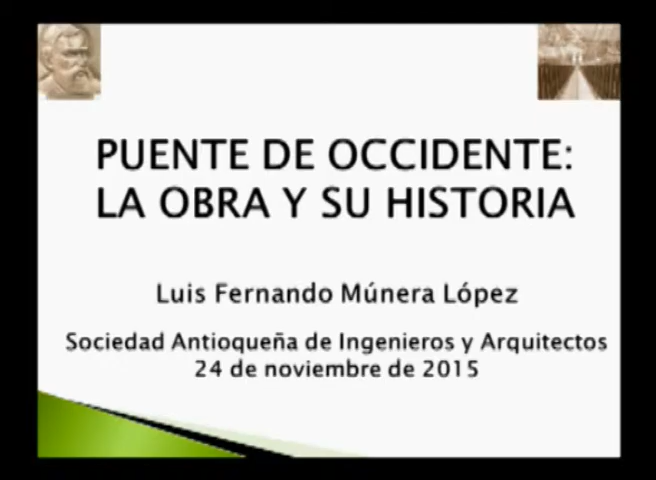 PUENTE DE OCCIDENTE:
LA OBRA Y SU HISTORIA
Luis Fernando Múnera López
Sociedad Antioqueña de Ingenieros y Arquitectos
24 de noviembre de 2015